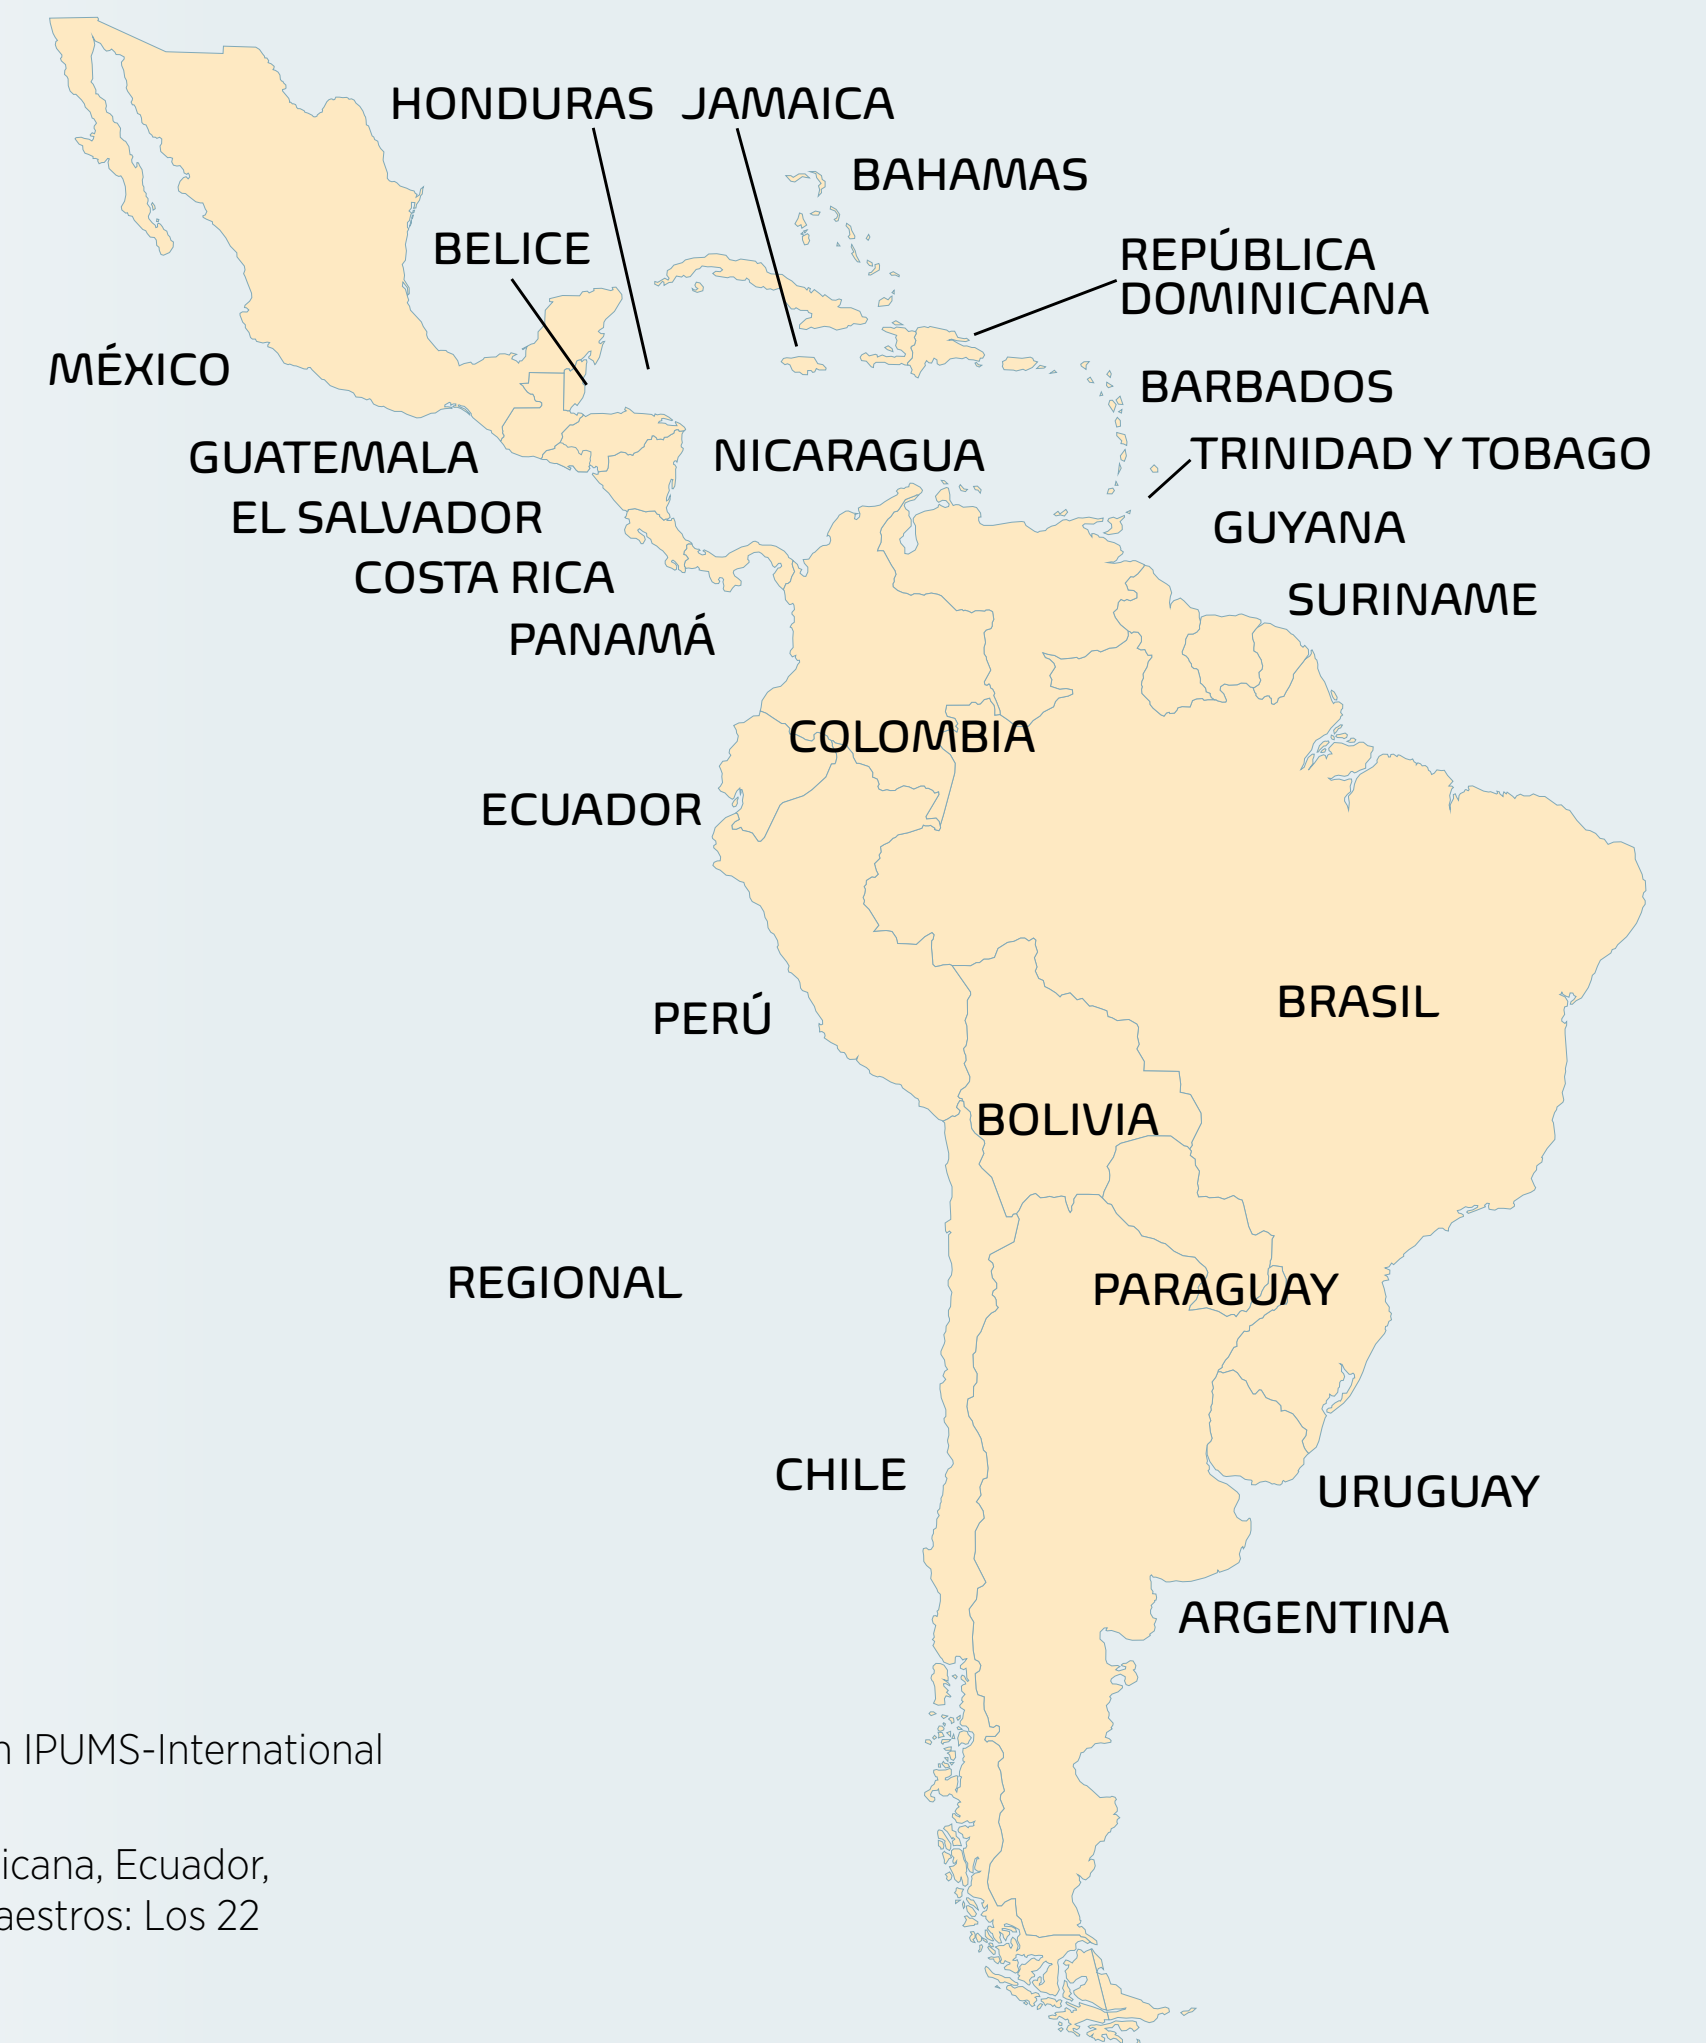 HONDURAS
JAMAICA
BAHAMAS
BELICE
REPÚBLICA
DOMINICANA
MÉXICO
BARBADOS
GUATEMALA
NICARAGUA
TRINIDAD Y TOBAGO
EL SALVADOR
GUYANA
COSTA RICA
SURINAME
PANAMÁ
COLOMBIA
ECUADOR
BRASIL
PERÚ
BOLIVIA
REGIONAL
PARAGUAY
CHILE
URUGUAY
ARGENTINA
IPUMS-International
icana, Ecuador,
aestros: Los 22